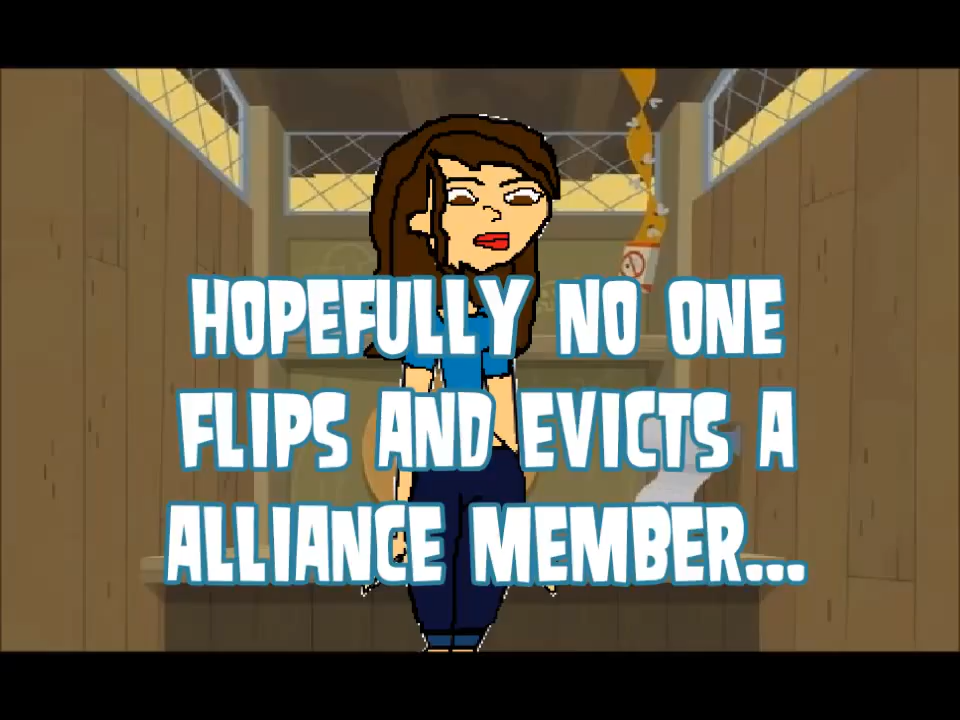 HOPEFULLY NO ONE
FLIPS AND EVICTS A
ALLIANCE MEMBER...